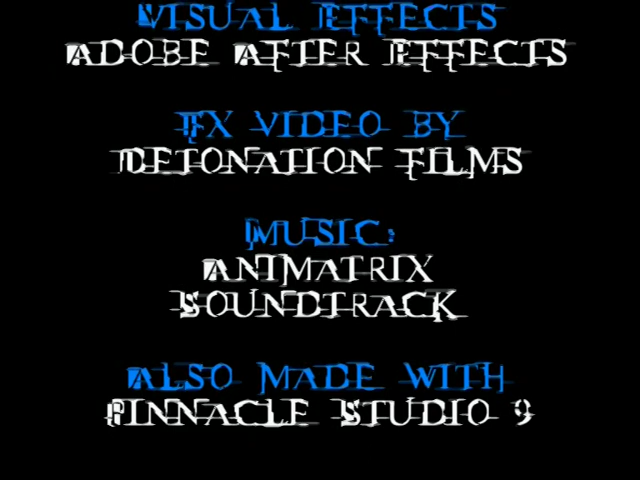 VISUAL EFFECTS
ADOBE AFTER EFFECTS
FX VIDEO BY
DETONATION FILMS
MUSIC:
ANIMATRIX
SOUNDTRACK
ALSO MADE WITH
PINNACLE STUDIO 9